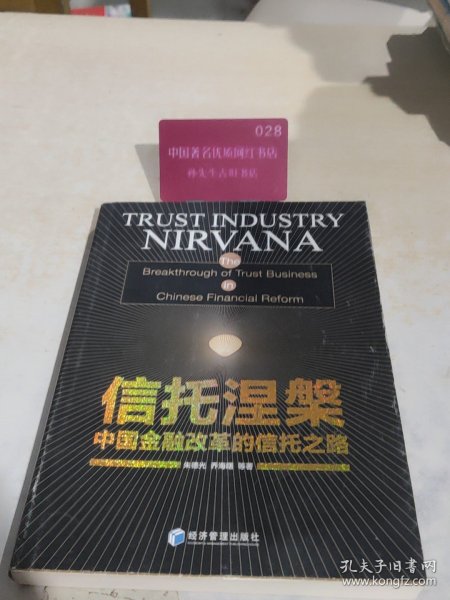 028
中国著名优质网红书店
孙先生古旧书店
TRUST INDUSTRY
NIRVANA
The
Breakthrough of Trust Business
in
Chinese Financial Reform
信托涅槃
中国金融改革的信托之路
朱德光 乔海曙 等著
经济管理出版社
孔夫子旧书网
www.kongfz.com